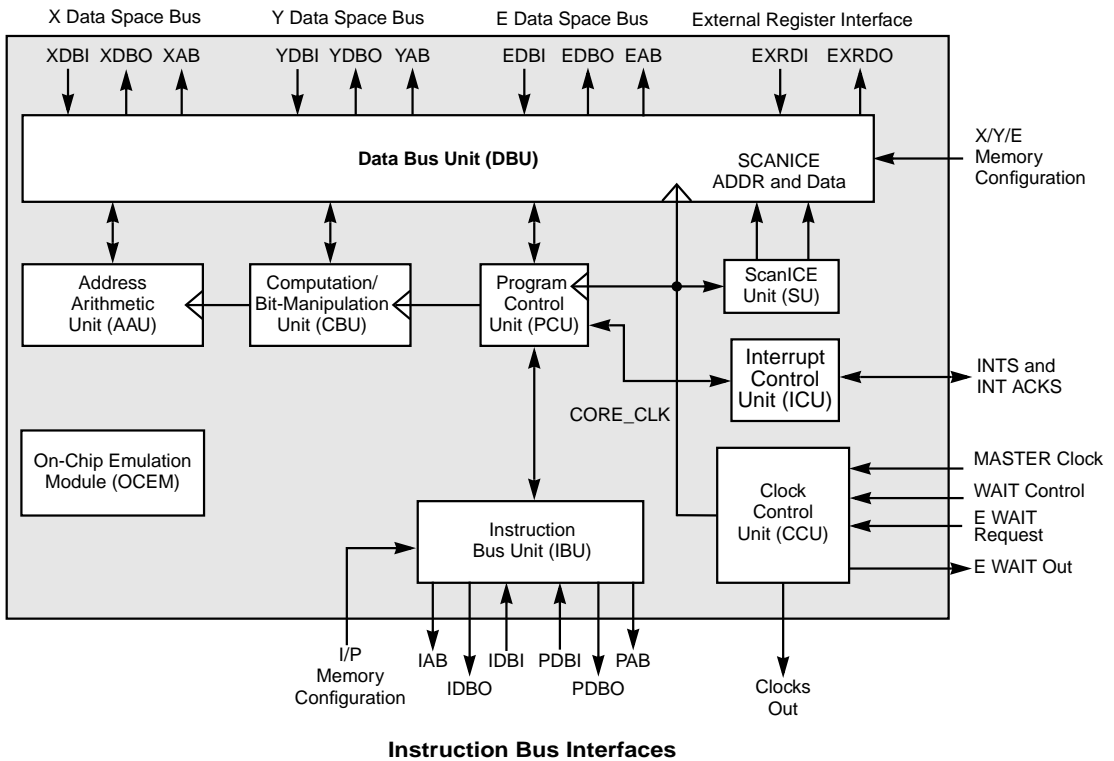 X Data Space Bus
Y Data Space Bus
E Data Space Bus
External Register Interface
XDBI XDBO XAB
YDBI YDBO YAB
EDBI EDBO EAB
EXRDI EXRDO
Data Bus Unit (DBU)
SCANICE
ADDR and Data
X/Y/E
Memory
Configuration
Address
Arithmetic
Unit (AAU)
Computation/
Bit-Manipulation
Unit (CBU)
Program
Control
Unit (PCU)
ScanICE
Unit (SU)
Interrupt
Control
Unit (ICU)
INTS and
INT ACKS
CORE_CLK
On-Chip Emulation
Module (OCEM)
Instruction
Bus Unit (IBU)
Clock
Control
Unit (CCU)
MASTER Clock
WAIT Control
E WAIT
Request
E WAIT Out
I/P
Memory
Configuration
IAB
IDBO
IDBI
PDBI
PDBO
PAB
Clocks
Out
Instruction Bus Interfaces